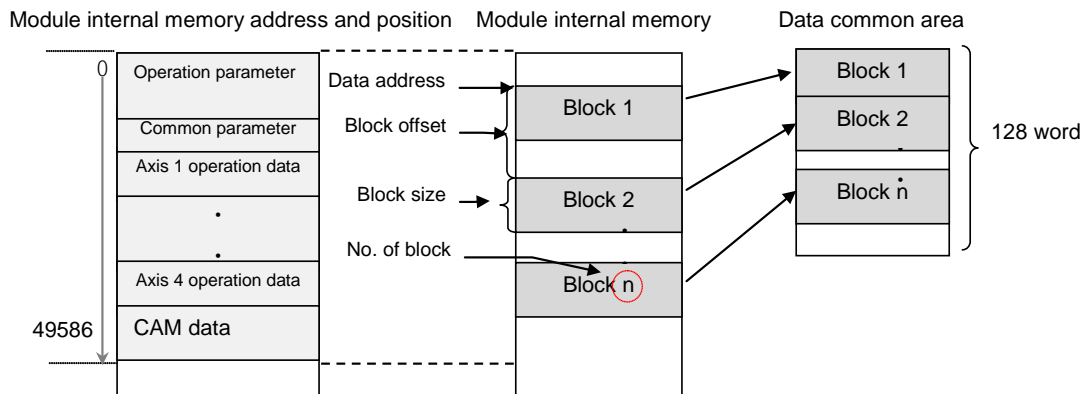 Module internal memory address and position
Module internal memory
Data common area
0
Operation parameter
Common parameter
Axis 1 operation data
Axis 4 operation data
CAM data
49586
Data address
Block offset
Block size
No. of block
Block 1
Block 2
Block n
Block 1
Block 2
Block n
128 word